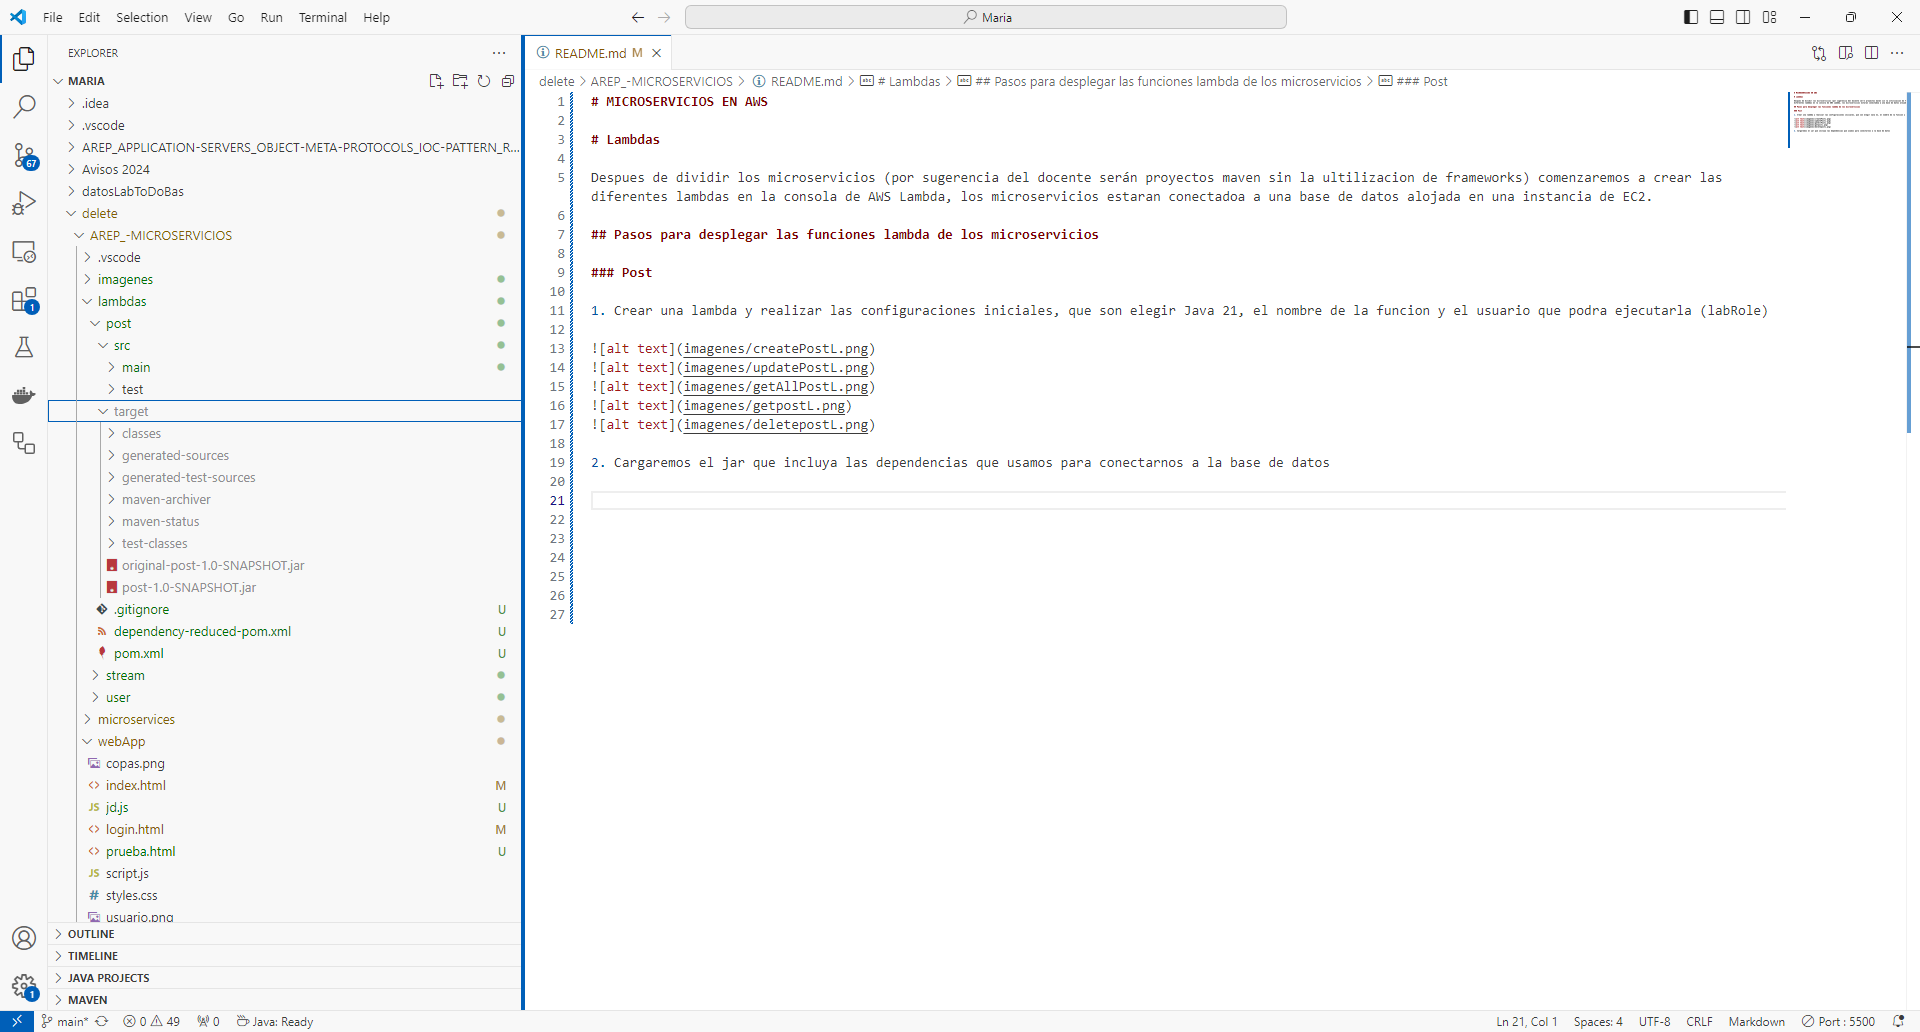 File Edit Selection View Go Run Terminal Help
Maria
EXPLORER
MARIA
.idea
.vscode
AREP_APPLICATION-SERVERS_OBJECT-META-PROTOCOLS_IOC-PATTERN_R...
Avisos 2024
datosLabToDoBas
delete
AREP_-MICROSERVICIOS
.vscode
imagenes
lambdas
post
src
main
test
target
classes
generated-sources
generated-test-sources
maven-archiver
maven-status
test-classes
original-post-1.0-SNAPSHOT.jar
post-1.0-SNAPSHOT.jar
.gitignore U
dependency-reduced-pom.xml U
pom.xml U
stream
user
microservices
webApp
copas.png
index.html M
JS jd.js U
login.html M
prueba.html U
JS script.js
# styles.css
usuario.png
OUTLINE
TIMELINE
JAVA PROJECTS
MAVEN
67
1
1
README.md M
delete > AREP_-MICROSERVICIOS > README.md > # Lambdas > ## Pasos para desplegar las funciones lambda de los microservicios > ### Post
1 # MICROSERVICIOS EN AWS
2
3 # Lambdas
4
5 Despues de dividir los microservicios (por sugerencia del docente serán proyectos maven sin la ultilizacion de frameworks) comenzaremos a crear las
diferentes lambdas en la consola de AWS Lambda, los microservicios estaran conectadoa a una base de datos alojada en una instancia de EC2.
6
7 ## Pasos para desplegar las funciones lambda de los microservicios
8
9 ### Post
10
11 1. Crear una lambda y realizar las configuraciones iniciales, que son elegir Java 21, el nombre de la funcion y el usuario que podra ejecutarla (labRole)
12
13 ![alt text](imagenes/createPostL.png)
14 ![alt text](imagenes/updatePostL.png)
15 ![alt text](imagenes/getAllPostL.png)
16 ![alt text](imagenes/getpostL.png)
17 ![alt text](imagenes/deletepostL.png)
18
19 2. Cargaremos el jar que incluya las dependencias que usamos para conectarnos a la base de datos
20
21
22
23
24
25
26
27
main* 0 49 0 Java: Ready
Ln 21, Col 1 Spaces: 4 UTF-8 CRLF Markdown Port : 5500